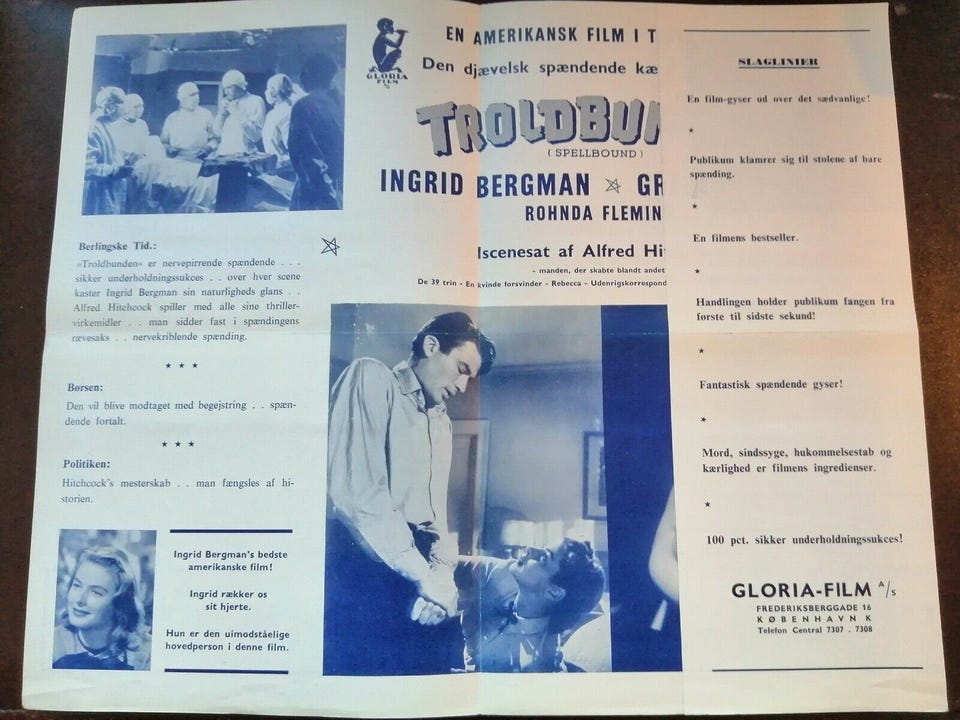 GLORIA
FILM
EN AMERIKANSK FILM I T
Den djævelsk spændende kæ
TROLDBUN
(SPELLBOUND)
INGRID BERGMAN ☆ GR
ROHNDA FLEMIN
Iscenesat af Alfred Hi
- manden, der skabte blandt andet
De 39 trin - En kvinde forsvinder - Rebecca - Udenrigskorrespond
Berlingske Tid.:
»Troldbunden« er nervepirrende spændende . . .
sikker underholdningssukces . . over hver scene
kaster Ingrid Bergman sin naturligheds glans . .
Alfred Hitchcock spiller med alle sine thriller-
virkemidler . . man sidder fast i spændingens
rævesaks . . nervekriblende spænding.
★ ★ ★
Børsen:
Den vil blive modtaget med begejstring . . spæn-
dende fortalt.
★ ★ ★
Politiken:
Hitchcock's mesterskab . . man fængsles af hi-
storien.
Ingrid Bergman's bedste
amerikanske film!
Ingrid rækker os
sit hjerte.
Hun er den uimodståelige
hovedperson i denne film.
SLAGLINIER
En film-gyser ud over det sædvanlige!
★
Publikum klamrer sig til stolene af bare
spænding.
★
En filmens bestseller.
★
Handlingen holder publikum fangen fra
første til sidste sekund!
★
Fantastisk spændende gyser!
★
Mord, sindssyge, hukommelsestab og
kærlighed er filmens ingredienser.
★
100 pct. sikker underholdningssukces!
GLORIA-FILM A/S
FREDERIKSBERGGADE 16
KØBENHAVN K
Telefon Central 7307 . 7308